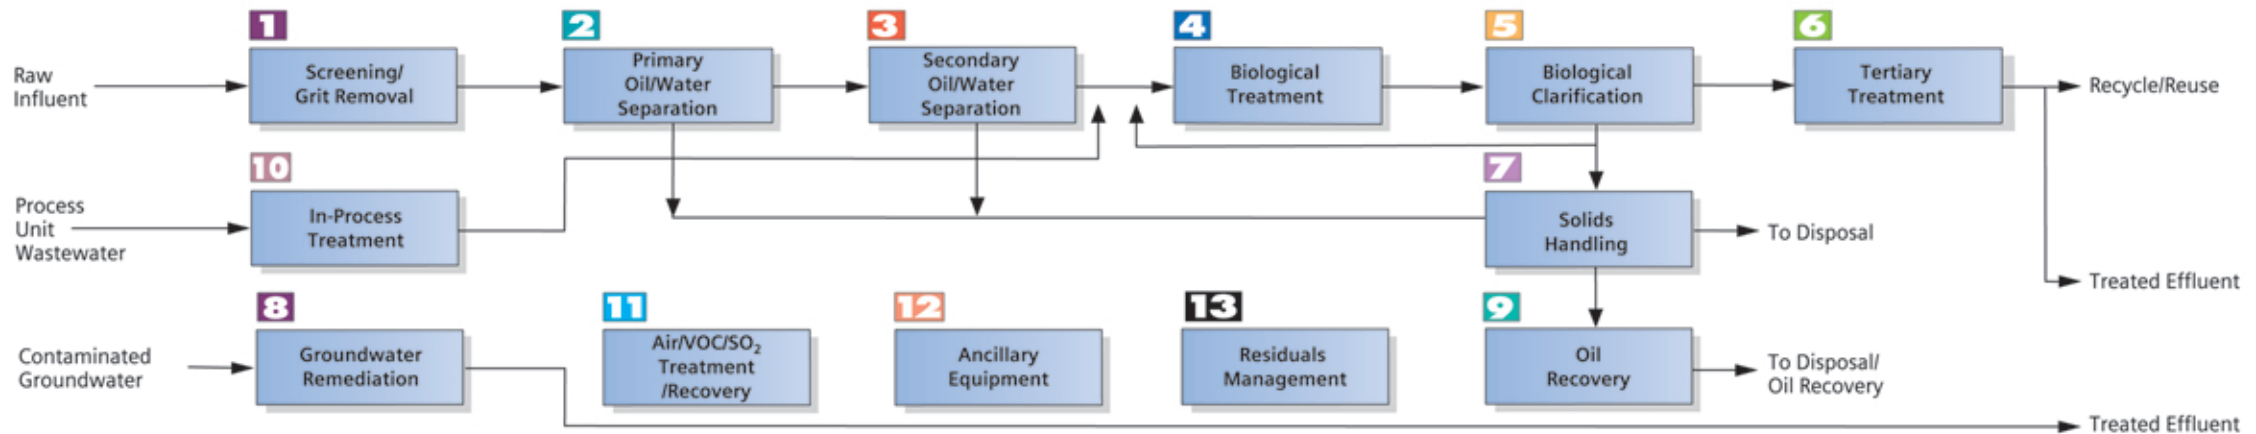 1
2
3
4
5
6
Raw
Influent
Screening/
Grit Removal
Primary
Oil/Water
Separation
Secondary
Oil/Water
Separation
Biological
Treatment
Biological
Clarification
Tertiary
Treatment
Recycle/Reuse
10
7
Process
Unit
Wastewater
In-Process
Treatment
Solids
Handling
To Disposal
Treated Effluent
8
11
12
13
9
Contaminated
Groundwater
Groundwater
Remediation
Air/VOC/SO₂
Treatment
/Recovery
Ancillary
Equipment
Residuals
Management
Oil
Recovery
To Disposal/
Oil Recovery
Treated Effluent